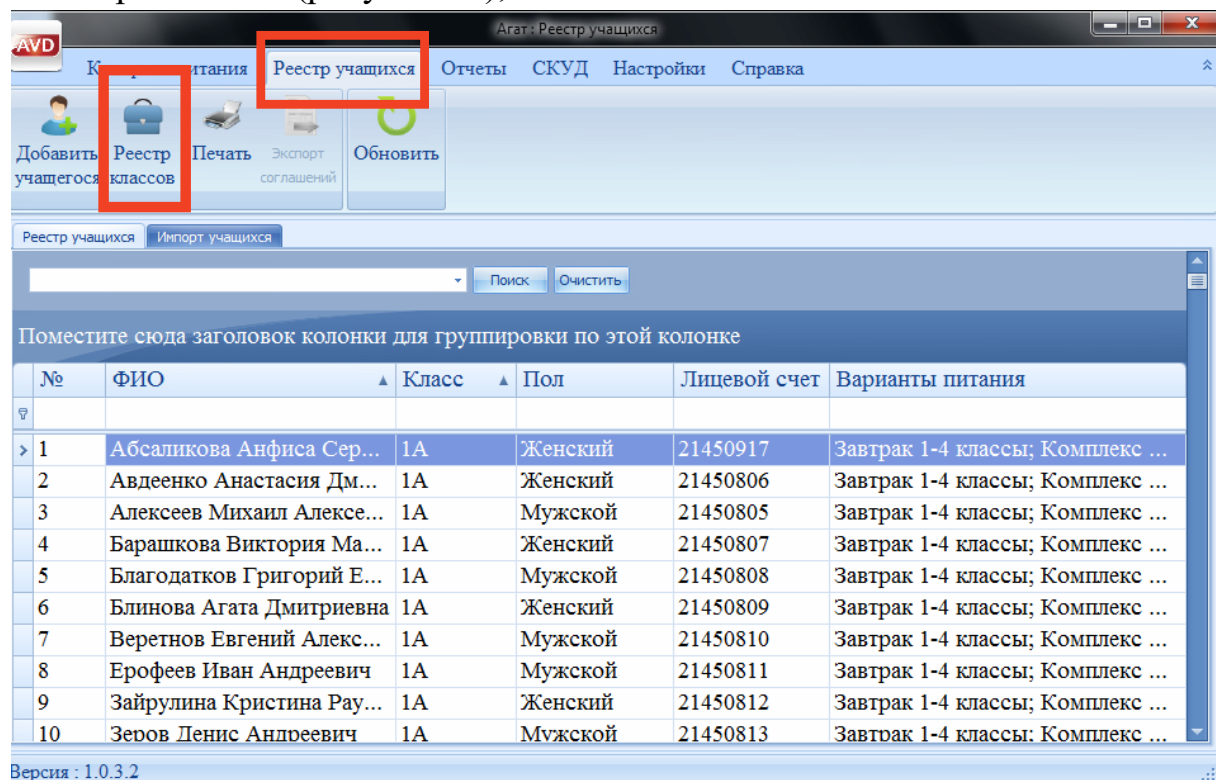 Агат : Реестр учащихся
AVD
итания Реестр учащихся Отчеты СКУД Настройки Справка
Добавить учащегося
Реестр классов
Печать
Экспорт соглашений
Обновить
Реестр учащихся Импорт учащихся
Поиск Очистить
Поместите сюда заголовок колонки для группировки по этой колонке
№ ФИО Класс Пол Лицевой счет Варианты питания
1 Абсаликова Анфиса Сер... 1А Женский 21450917 Завтрак 1-4 классы; Комплекс ...
2 Авдеенко Анастасия Дм... 1А Женский 21450806 Завтрак 1-4 классы; Комплекс ...
3 Алексеев Михаил Алексе... 1А Мужской 21450805 Завтрак 1-4 классы; Комплекс ...
4 Барашкова Виктория Ма... 1А Женский 21450807 Завтрак 1-4 классы; Комплекс ...
5 Благодатков Григорий Е... 1А Мужской 21450808 Завтрак 1-4 классы; Комплекс ...
6 Блинова Агата Дмитриевна 1А Женский 21450809 Завтрак 1-4 классы; Комплекс ...
7 Веретнов Евгений Алекс... 1А Мужской 21450810 Завтрак 1-4 классы; Комплекс ...
8 Ерофеев Иван Андреевич 1А Мужской 21450811 Завтрак 1-4 классы; Комплекс ...
9 Зайрулина Кристина Рау... 1А Женский 21450812 Завтрак 1-4 классы; Комплекс ...
10 Зеров Денис Андреевич 1А Мужской 21450813 Завтрак 1-4 классы; Комплекс ...
Версия : 1.0.3.2